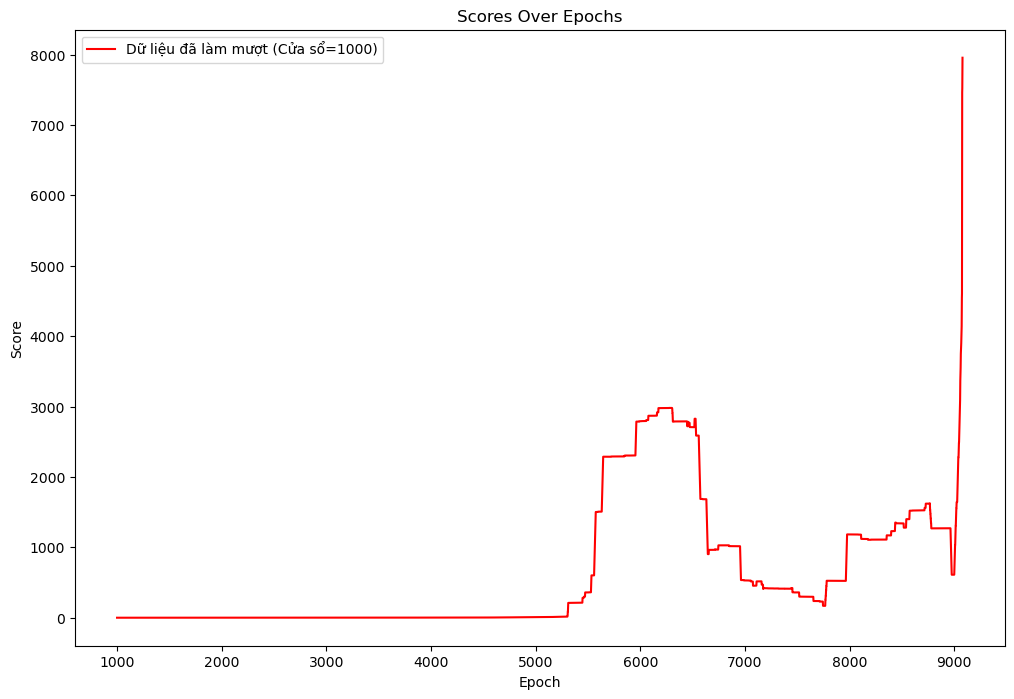 Scores Over Epochs
Dữ liệu đã làm mượt (Cửa sổ=1000)
8000
7000
6000
5000
4000
3000
2000
1000
0
Score
1000 2000 3000 4000 5000 6000 7000 8000 9000
Epoch